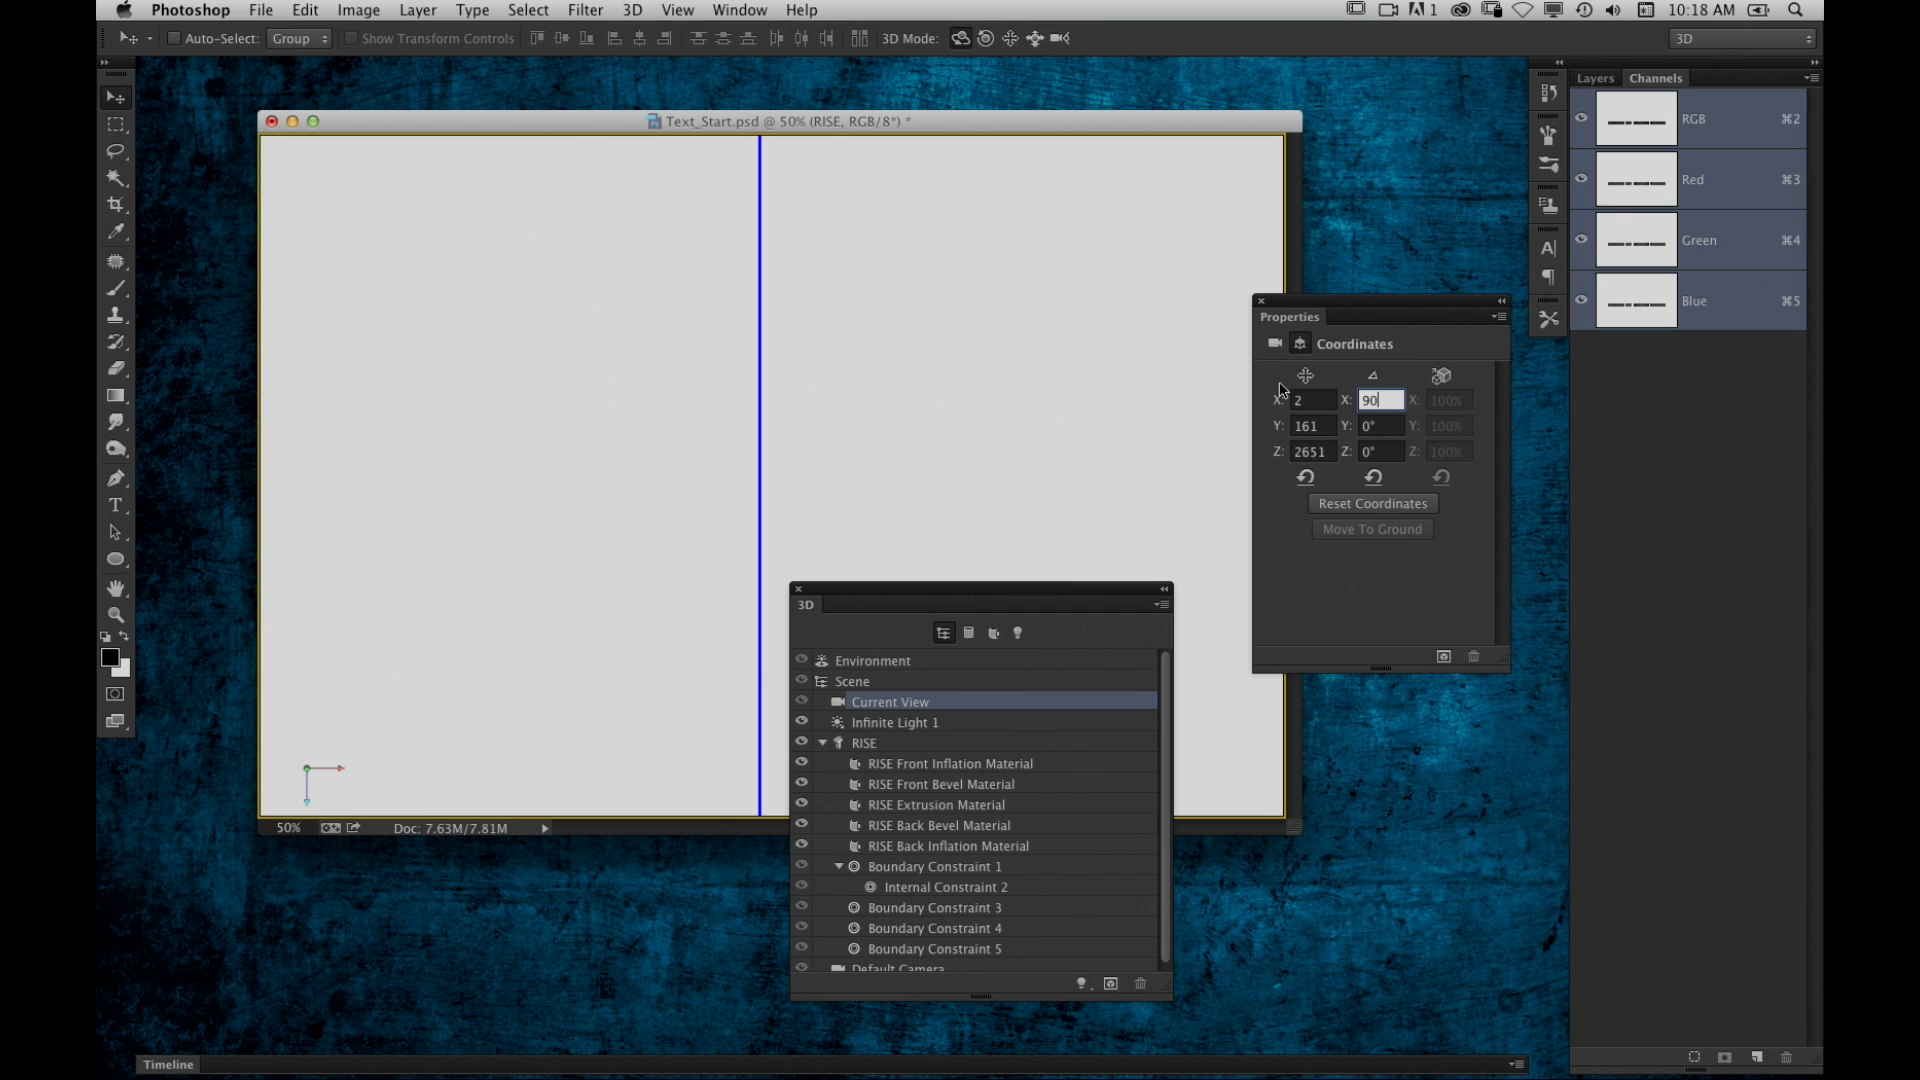 Photoshop File Edit Image Layer Type Select Filter 3D View Window Help 1 10:18 AM
Auto-Select: Group Show Transform Controls 3D Mode: 3D
Text_Start.psd @ 50% (RISE, RGB/8*) *
Layers Channels
RGB ⌘2
Red ⌘3
Green ⌘4
Blue ⌘5
Properties
Coordinates
X: 2 X: 90 X: 100%
Y: 161 Y: 0° Y: 100%
Z: 2651 Z: 0° Z: 100%
Reset Coordinates
Move To Ground
3D
Environment
Scene
Current View
Infinite Light 1
RISE
RISE Front Inflation Material
RISE Front Bevel Material
RISE Extrusion Material
RISE Back Bevel Material
RISE Back Inflation Material
Boundary Constraint 1
Internal Constraint 2
Boundary Constraint 3
Boundary Constraint 4
Boundary Constraint 5
Default Camera
50% Doc: 7.63M/7.81M
Timeline